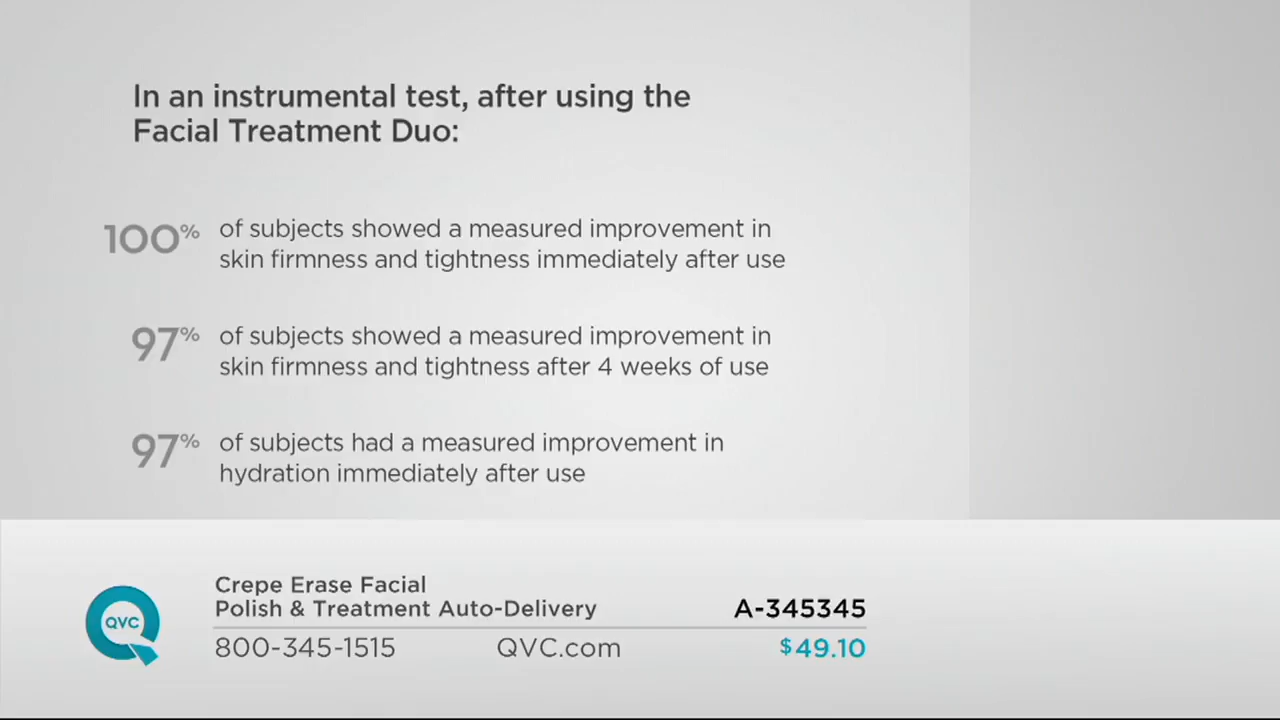 In an instrumental test, after using the
Facial Treatment Duo:
100% of subjects showed a measured improvement in
skin firmness and tightness immediately after use
97% of subjects showed a measured improvement in
skin firmness and tightness after 4 weeks of use
97% of subjects had a measured improvement in
hydration immediately after use
QVC
Crepe Erase Facial
Polish & Treatment Auto-Delivery A-345345
800-345-1515 QVC.com $49.10